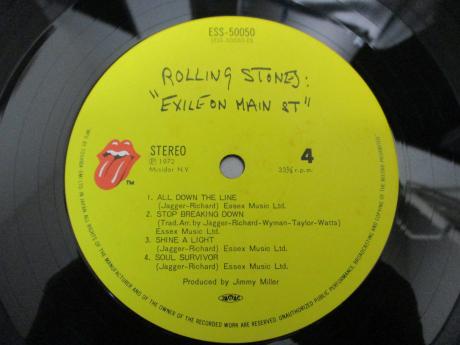 ESS-50050
ROLLING STONES:
"EXILE ON MAIN ST"
STEREO
Ⓟ 1972
Musidor N.V.
4
33⅓ r.p.m.
TM
1. ALL DOWN THE LINE
(Jagger-Richard) Essex Music Ltd.
2. STOP BREAKING DOWN
(Trad.Arr.by Jagger-Richard-Wyman-Taylor-Watts)
Essex Music Ltd.
3. SHINE A LIGHT
(Jagger-Richard) Essex Music Ltd.
4. SOUL SURVIVOR
(Jagger-Richard) Essex Music Ltd.
Produced by Jimmy Miller
JASRAC
ALL RIGHTS OF THE MANUFACTURER AND OF THE OWNER OF THE RECORDED WORK ARE RESERVED. UNAUTHORIZED PUBLIC PERFORMANCE, BROADCASTING AND COPYING OF THE RECORD PROHIBITED.